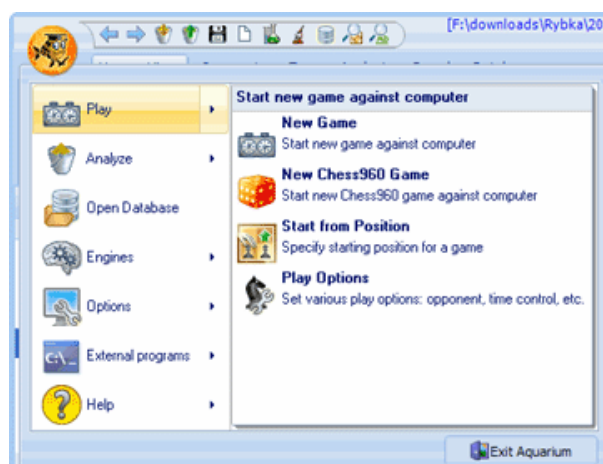 [F:\downloads\Rybka\20
Play
Analyze
Open Database
Engines
Options
C:\_
External programs
Help
Start new game against computer
New Game
Start new game against computer
New Chess960 Game
Start new Chess960 game against computer
Start from Position
Specify starting position for a game
Play Options
Set various play options: opponent, time control, etc.
Exit Aquarium